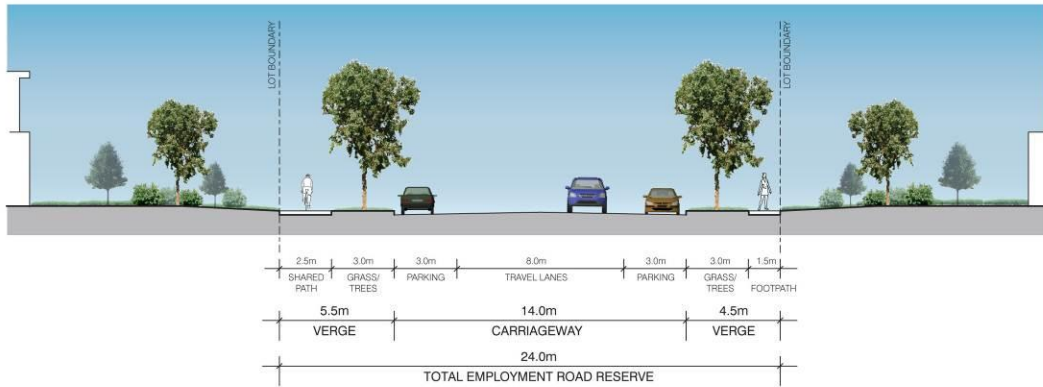 LOT BOUNDARY
LOT BOUNDARY
2.5m 3.0m 3.0m 8.0m 3.0m 3.0m 1.5m
SHARED PATH GRASS/ TREES PARKING TRAVEL LANES PARKING GRASS/ TREES FOOTPATH
5.5m 14.0m 4.5m
VERGE CARRIAGEWAY VERGE
24.0m
TOTAL EMPLOYMENT ROAD RESERVE